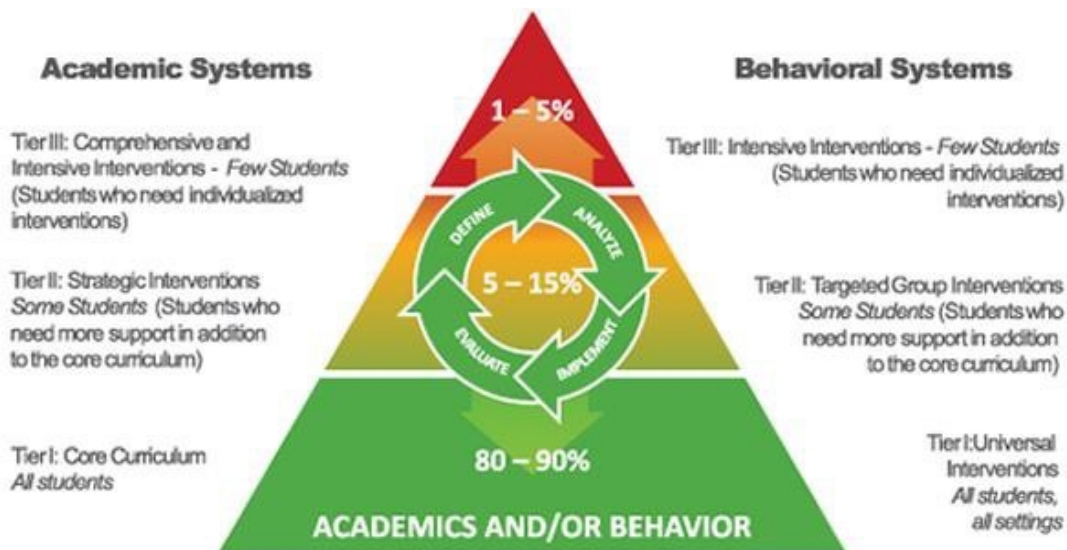 Academic Systems
Tier III: Comprehensive and
Intensive Interventions - Few Students
(Students who need individualized
interventions)
Tier II: Strategic Interventions
Some Students (Students who
need more support in addition
to the core curriculum)
Tier I: Core Curriculum
All students
1 – 5%
DEFINE
ANALYZE
5 – 15%
EVALUATE
IMPLEMENT
80 – 90%
ACADEMICS AND/OR BEHAVIOR
Behavioral Systems
Tier III: Intensive Interventions - Few Students
(Students who need individualized
interventions)
Tier II: Targeted Group Interventions
Some Students (Students who
need more support in addition
to the core curriculum)
Tier I:Universal
Interventions
All students,
all settings